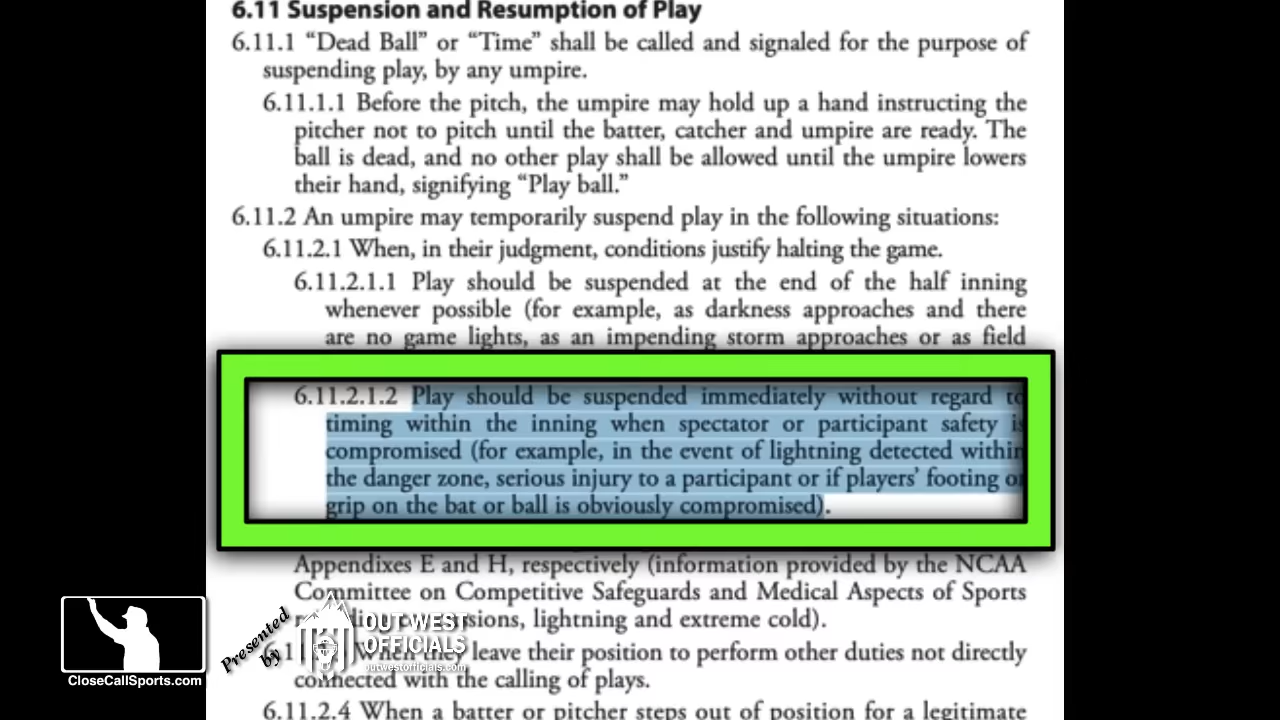 6.11 Suspension and Resumption of Play
6.11.1 “Dead Ball” or “Time” shall be called and signaled for the purpose of
suspending play, by any umpire.
6.11.1.1 Before the pitch, the umpire may hold up a hand instructing the
pitcher not to pitch until the batter, catcher and umpire are ready. The
ball is dead, and no other play shall be allowed until the umpire lowers
their hand, signifying “Play ball.”
6.11.2 An umpire may temporarily suspend play in the following situations:
6.11.2.1 When, in their judgment, conditions justify halting the game.
6.11.2.1.1 Play should be suspended at the end of the half inning
whenever possible (for example, as darkness approaches and there
are no game lights, as an impending storm approaches or as field
6.11.2.1.2 Play should be suspended immediately without regard to
timing within the inning when spectator or participant safety is
compromised (for example, in the event of lightning detected within
the danger zone, serious injury to a participant or if players’ footing or
grip on the bat or ball is obviously compromised).
Appendixes E and H, respectively (information provided by the NCAA
Committee on Competitive Safeguards and Medical Aspects of Sports
lightning and extreme cold).
When they leave their position to perform other duties not directly
connected with the calling of plays.
6.11.2.4 When a batter or pitcher steps out of position for a legitimate
CloseCallSports.com
Presented
by
OUT WEST
OFFICIALS
outwestofficials.com